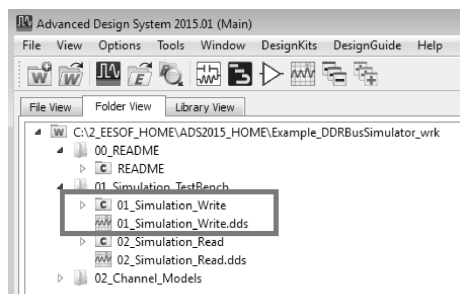 Advanced Design System 2015.01 (Main)
File View Options Tools Window DesignKits DesignGuide Help
File View Folder View Library View
C:\2_EESOF_HOME\ADS2015_HOME\Example_DDRBusSimulator_wrk
00_README
README
01_Simulation_TestBench
01_Simulation_Write
01_Simulation_Write.dds
02_Simulation_Read
02_Simulation_Read.dds
02_Channel_Models